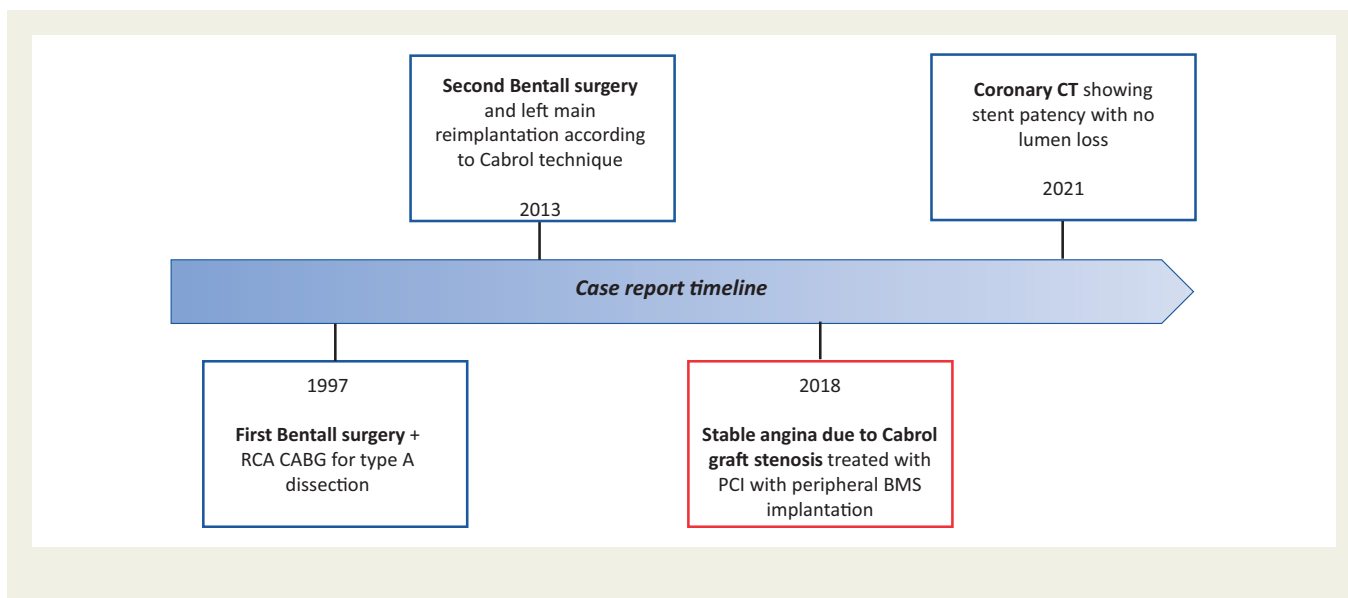 Second Bentall surgery
and left main
reimplantation according
to Cabrol technique
2013
Coronary CT showing
stent patency with no
lumen loss
2021
Case report timeline
1997
First Bentall surgery +
RCA CABG for type A
dissection
2018
Stable angina due to Cabrol
graft stenosis treated with
PCI with peripheral BMS
implantation